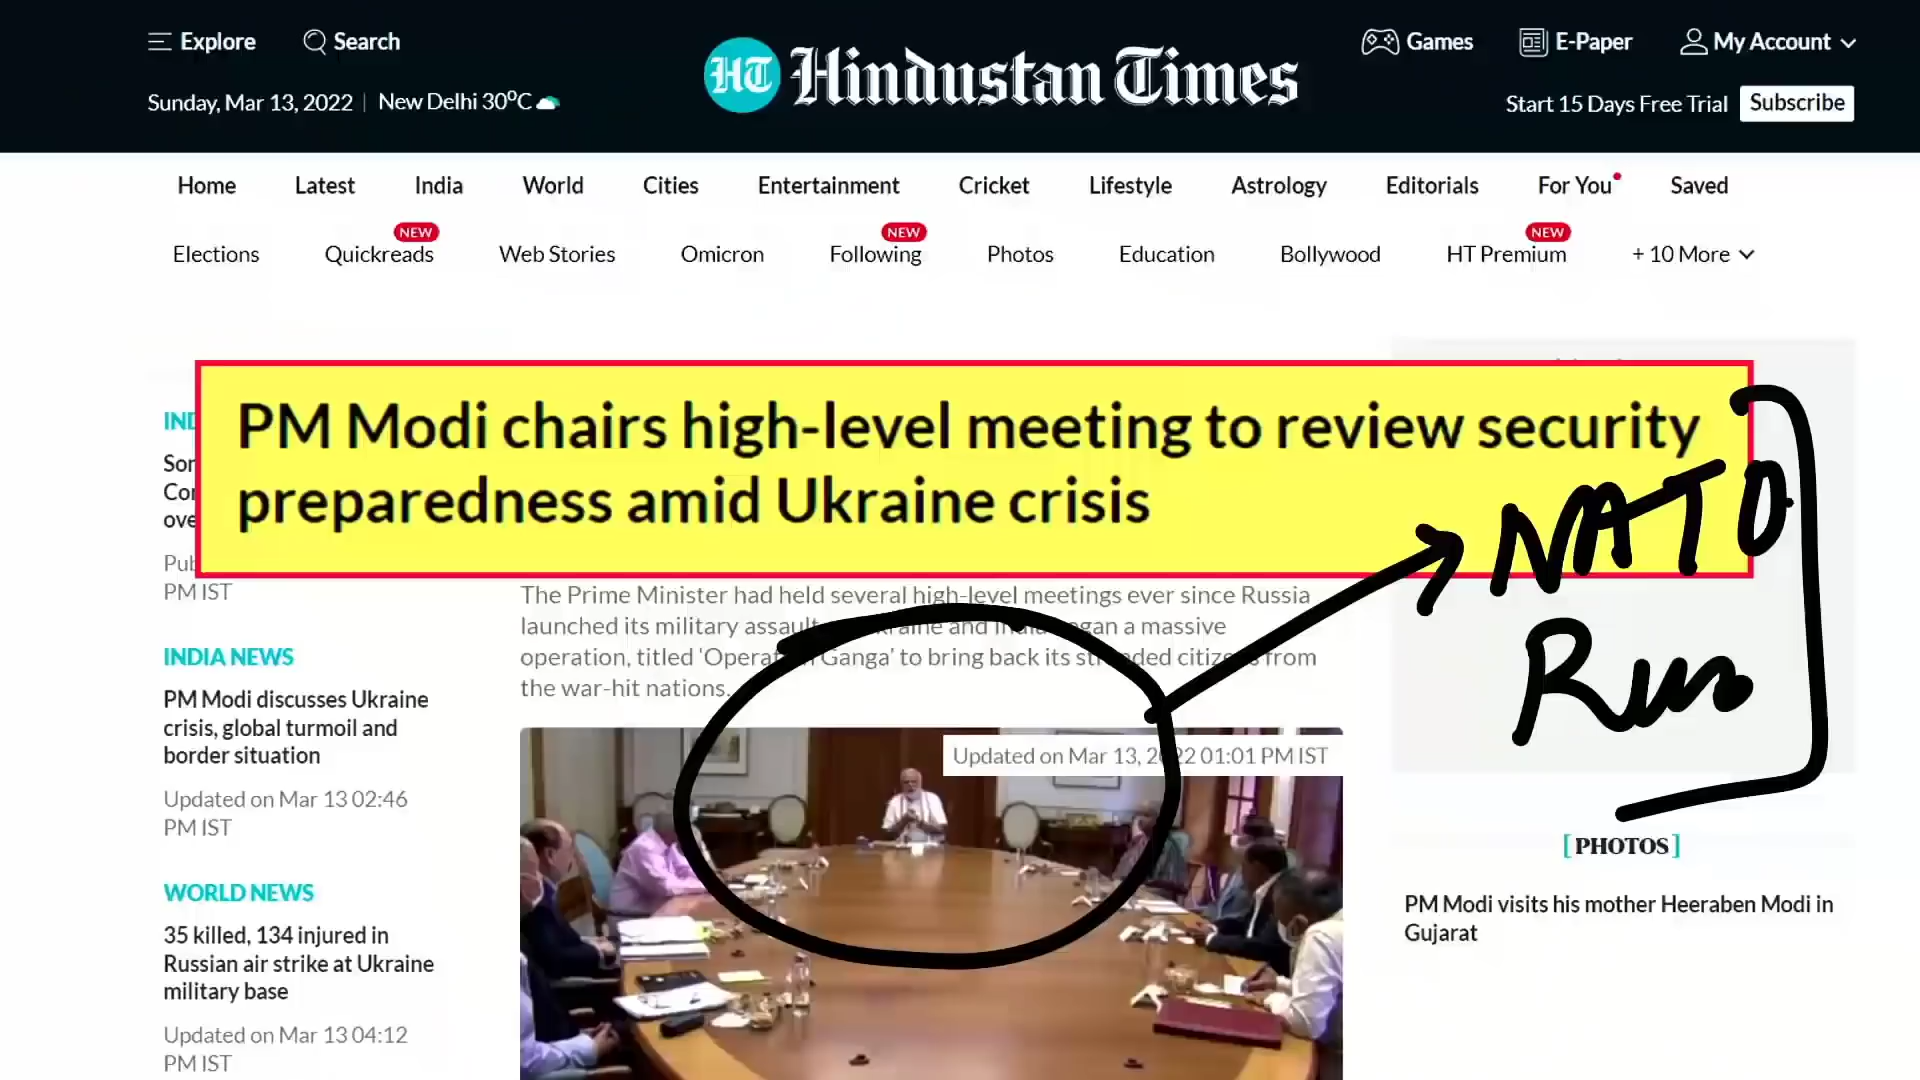 Explore
Search
Games
E-Paper
My Account
HT Hindustan Times
Sunday, Mar 13, 2022 | New Delhi 30⁰C
Start 15 Days Free Trial
Subscribe
Home Latest India World Cities Entertainment Cricket Lifestyle Astrology Editorials For You Saved
NEW NEW NEW
Elections Quickreads Web Stories Omicron Following Photos Education Bollywood HT Premium + 10 More
PM Modi chairs high-level meeting to review security
preparedness amid Ukraine crisis
NATO
PM IST
The Prime Minister had held several high-level meetings ever since Russia
launched its military assault and a massive
operation, titled ‘Operation Ganga’ to bring back its stranded citizens from
the war-hit nations.
INDIA NEWS
PM Modi discusses Ukraine
crisis, global turmoil and
border situation
Updated on Mar 13 02:46
PM IST
Updated on Mar 13, 2022 01:01 PM IST
WORLD NEWS
35 killed, 134 injured in
Russian air strike at Ukraine
military base
Updated on Mar 13 04:12
PM IST
[PHOTOS]
PM Modi visits his mother Heeraben Modi in
Gujarat